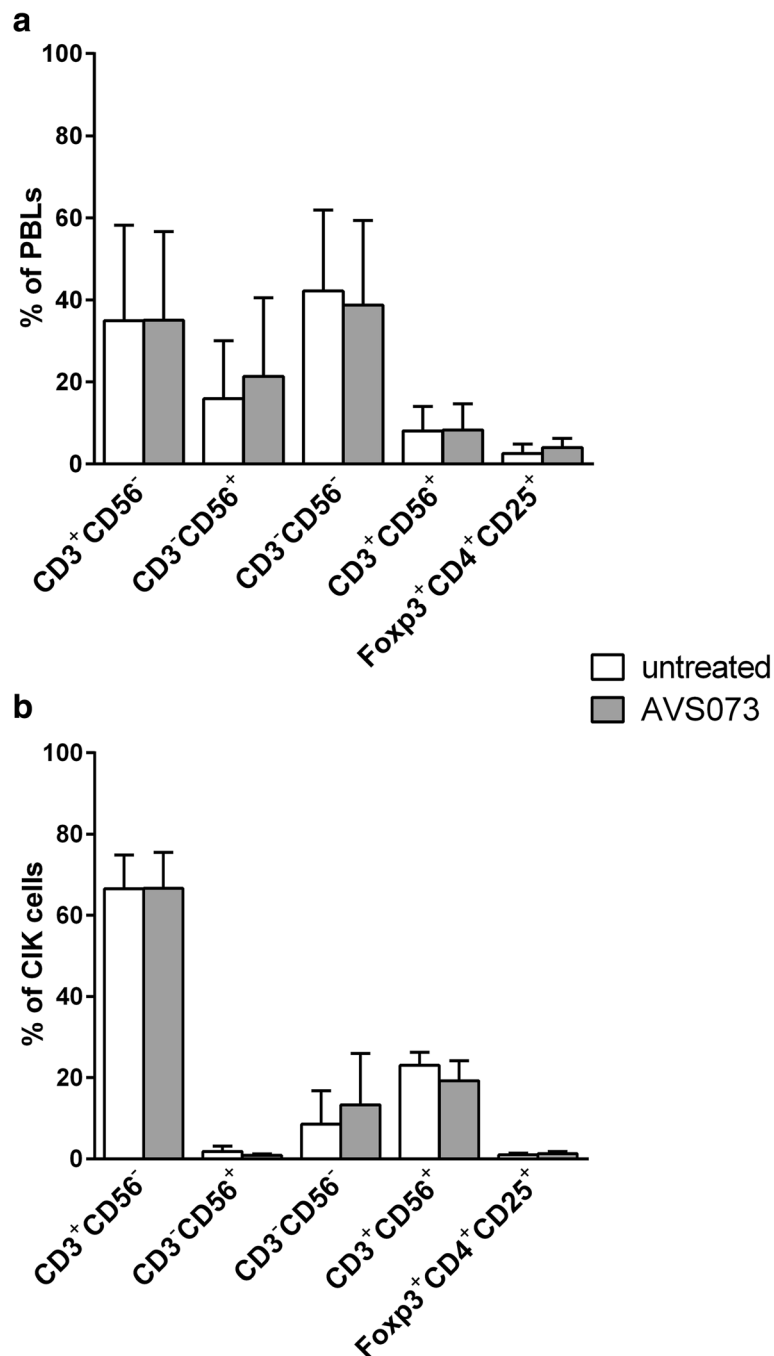 a
100
80
60
40
20
0
% of PBLs
CD3⁺CD56⁻
CD3⁻CD56⁺
CD3⁻CD56⁻
CD3⁺CD56⁺
Foxp3⁺CD4⁺CD25⁺
untreated
AVS073
b
100
80
60
40
20
0
% of CIK cells
CD3⁺CD56⁻
CD3⁻CD56⁺
CD3⁻CD56⁻
CD3⁺CD56⁺
Foxp3⁺CD4⁺CD25⁺